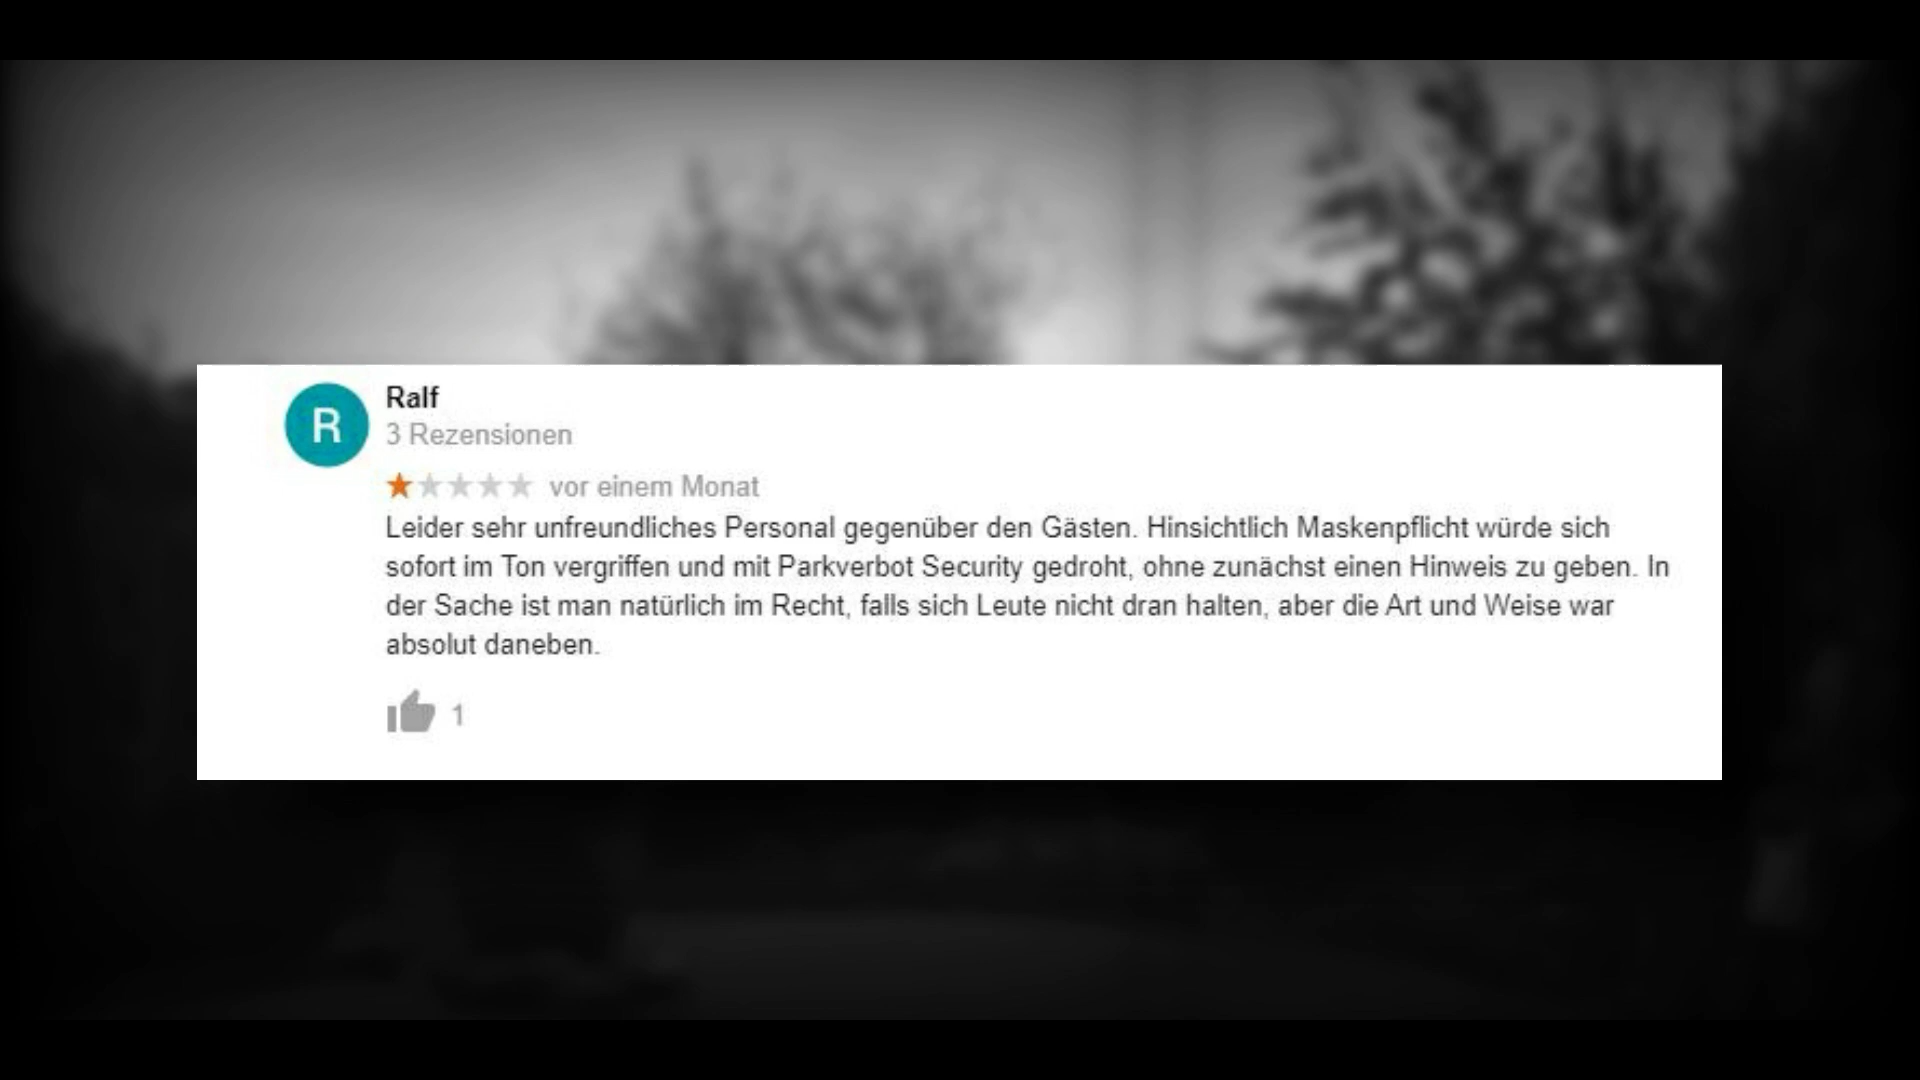 R
Ralf
3 Rezensionen
vor einem Monat
Leider sehr unfreundliches Personal gegenüber den Gästen. Hinsichtlich Maskenpflicht würde sich
sofort im Ton vergriffen und mit Parkverbot Security gedroht, ohne zunächst einen Hinweis zu geben. In
der Sache ist man natürlich im Recht, falls sich Leute nicht dran halten, aber die Art und Weise war
absolut daneben.
1